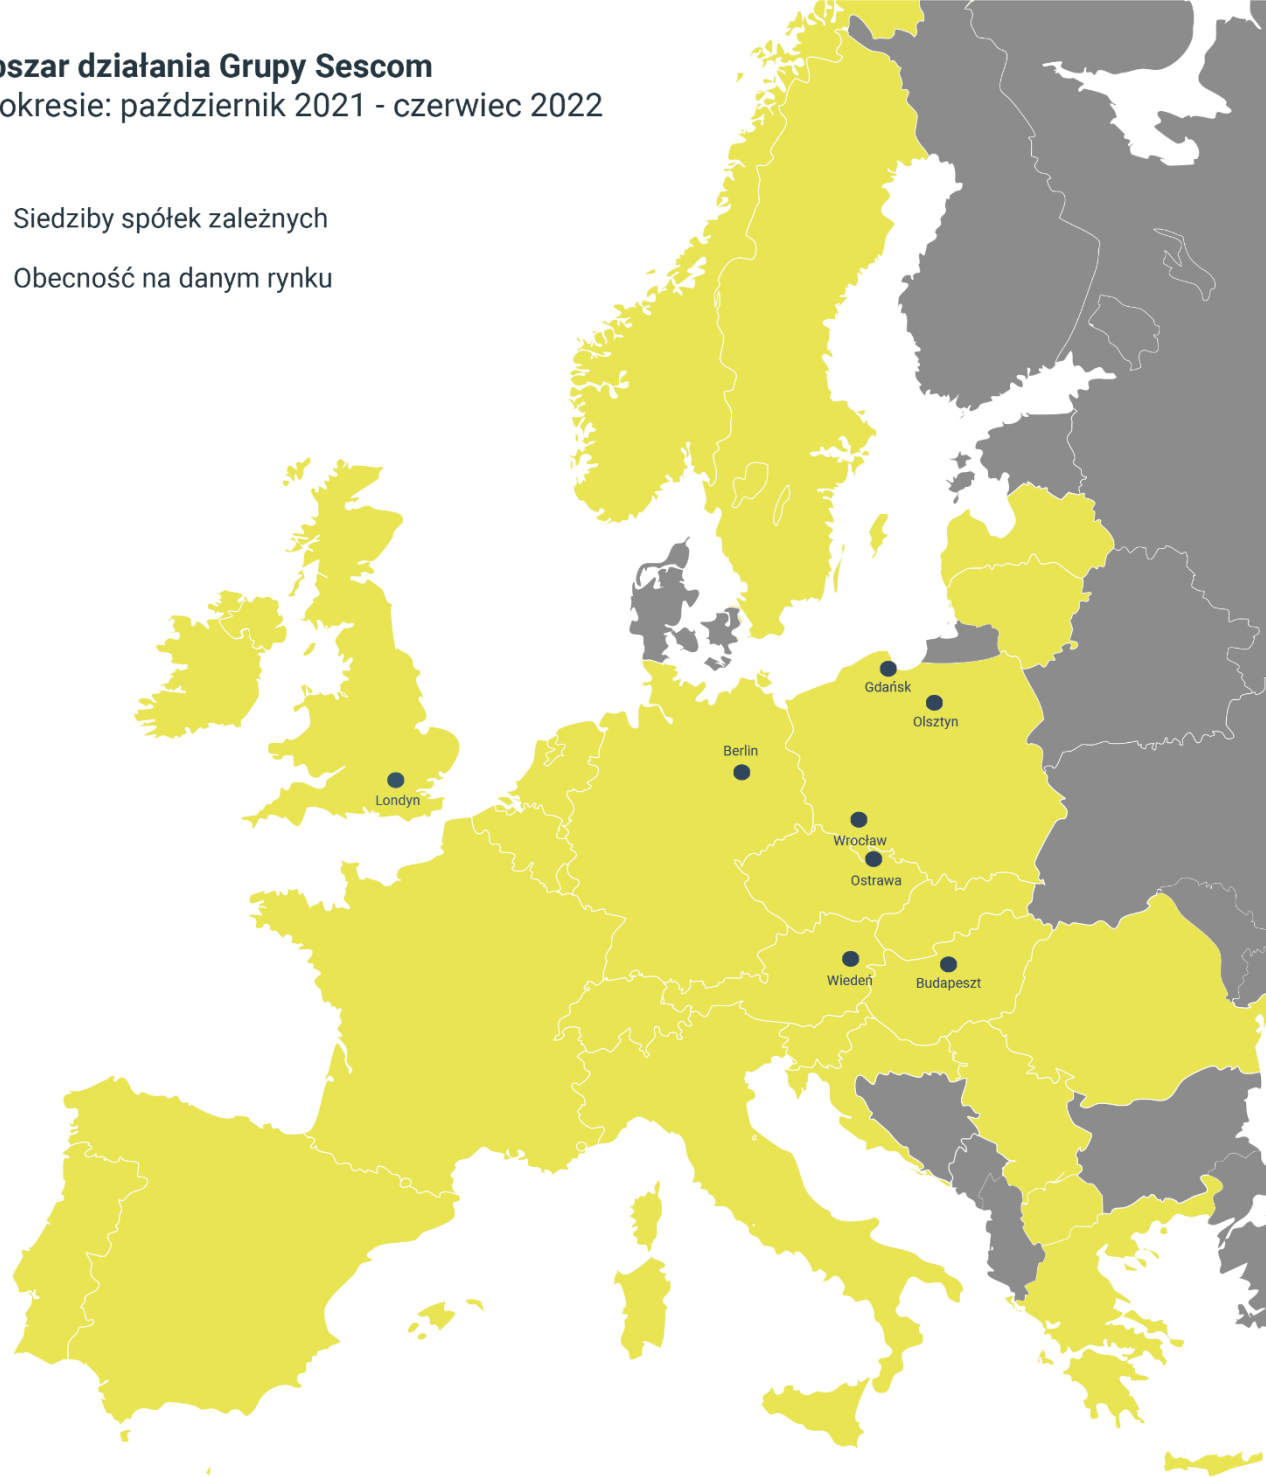 bszar działania Grupy Sescom
okresie: październik 2021 - czerwiec 2022
Siedziby spółek zależnych
Obecność na danym rynku
Gdańsk
Olsztyn
Berlin
Londyn
Wrocław
Ostrawa
Wiedeń
Budapeszt